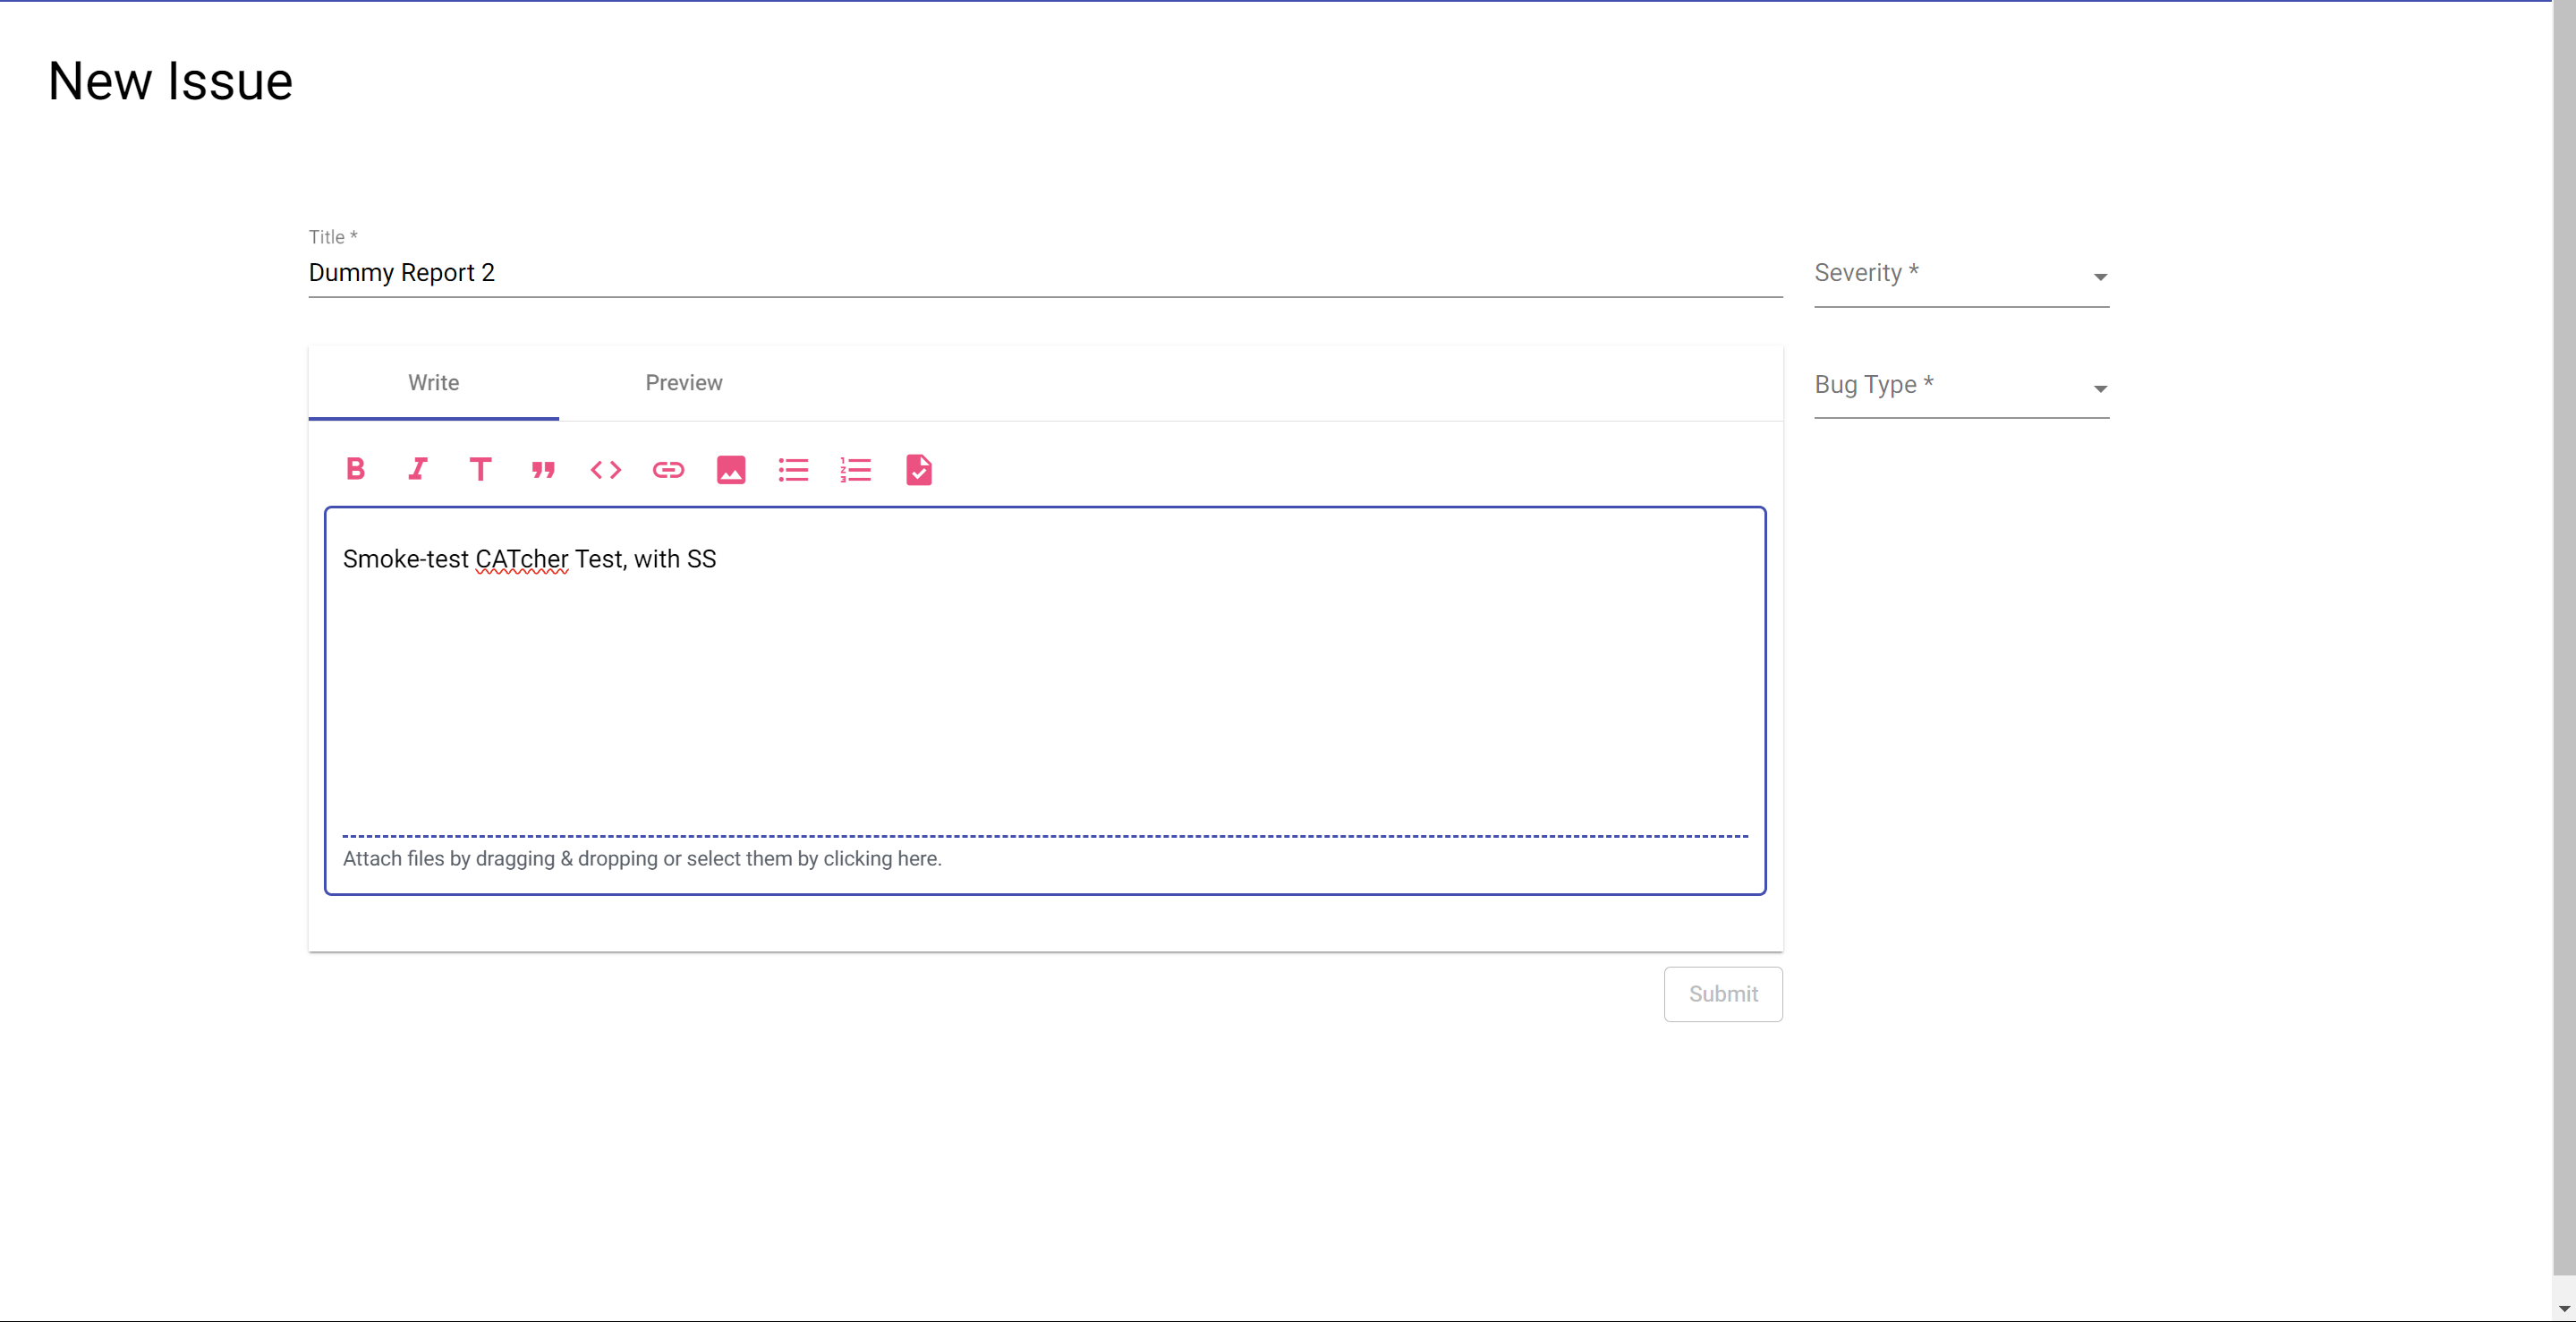 New Issue
Title *
Dummy Report 2
Severity *
Write
Preview
Bug Type *
Smoke-test CATcher Test, with SS
Attach files by dragging & dropping or select them by clicking here.
Submit